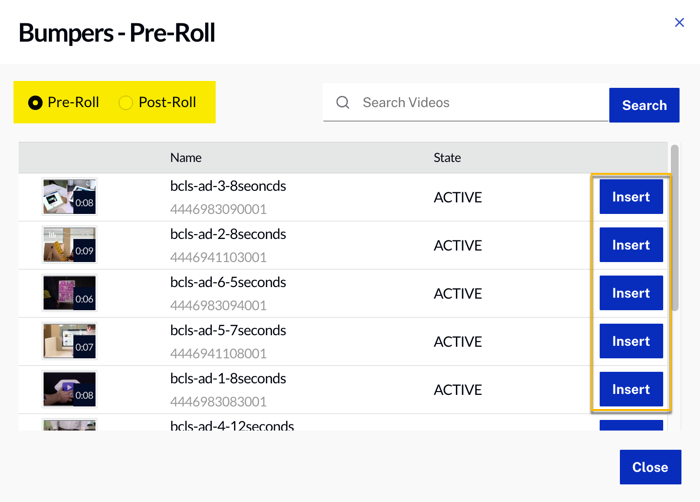 Bumpers - Pre-Roll
Pre-Roll Post-Roll
Search Videos
Search
Name State
bcls-ad-3-8seoncds
0:08
4446983090001
ACTIVE
Insert
bcls-ad-2-8seconds
0:09
4446941103001
ACTIVE
Insert
bcls-ad-6-5seconds
0:06
4446983094001
ACTIVE
Insert
bcls-ad-5-7seconds
0:07
4446941108001
ACTIVE
Insert
bcls-ad-1-8seconds
0:08
4446983083001
ACTIVE
Insert
bcls-ad-4-12seconds
Close